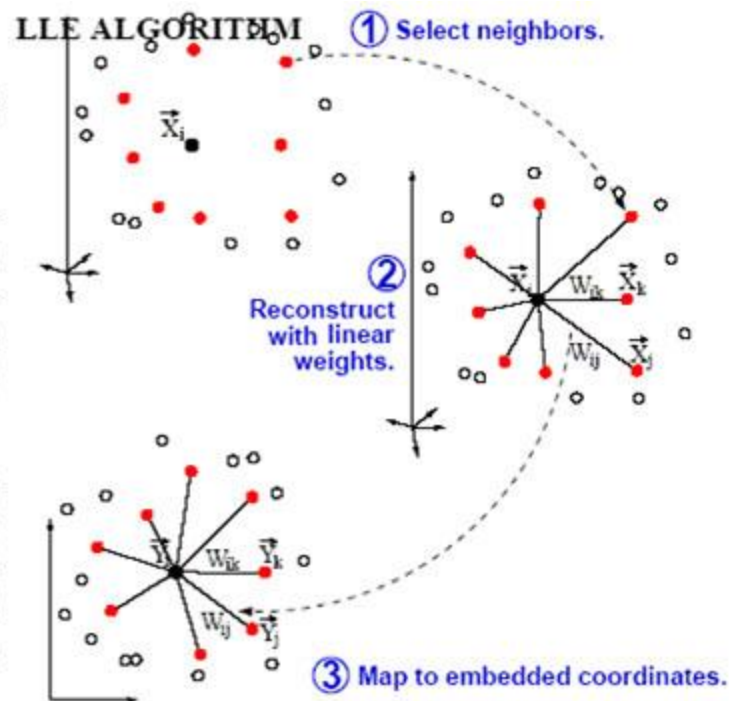 LLE ALGORITHM
① Select neighbors.
X⃗i
②
Reconstruct
with linear
weights.
X⃗i
Wik
X⃗k
Wij
X⃗j
Y⃗i
Wik
Y⃗k
Wij
Y⃗j
③ Map to embedded coordinates.